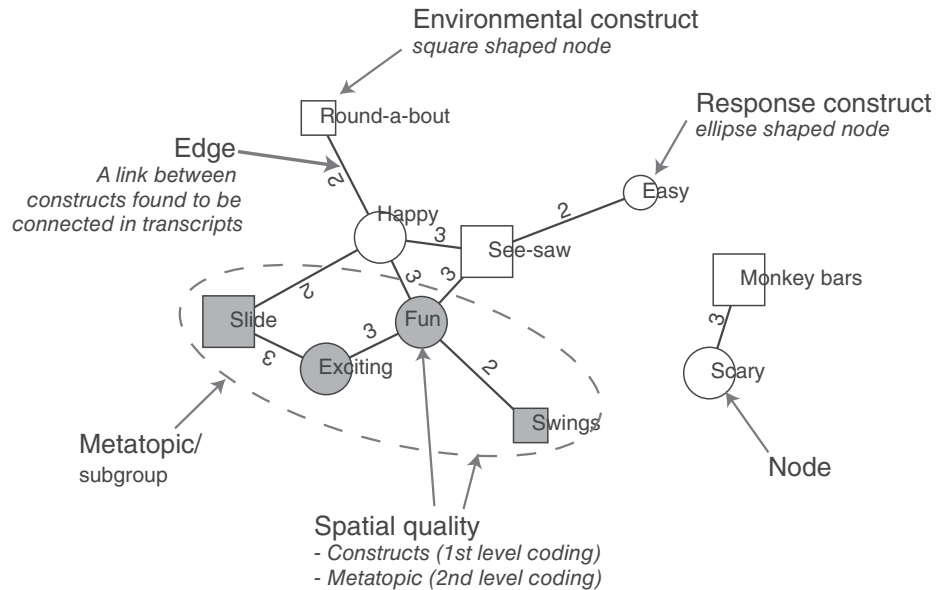 Environmental construct
square shaped node
Round-a-bout
Response construct
ellipse shaped node
Edge
A link between
constructs found to be
connected in transcripts
2
Easy
2
Happy
3
See-saw
3
3
2
Monkey bars
3
Slide
Fun
3
3
Exciting
2
Scary
Swings
Metatopic/
subgroup
Node
Spatial quality
- Constructs (1st level coding)
- Metatopic (2nd level coding)